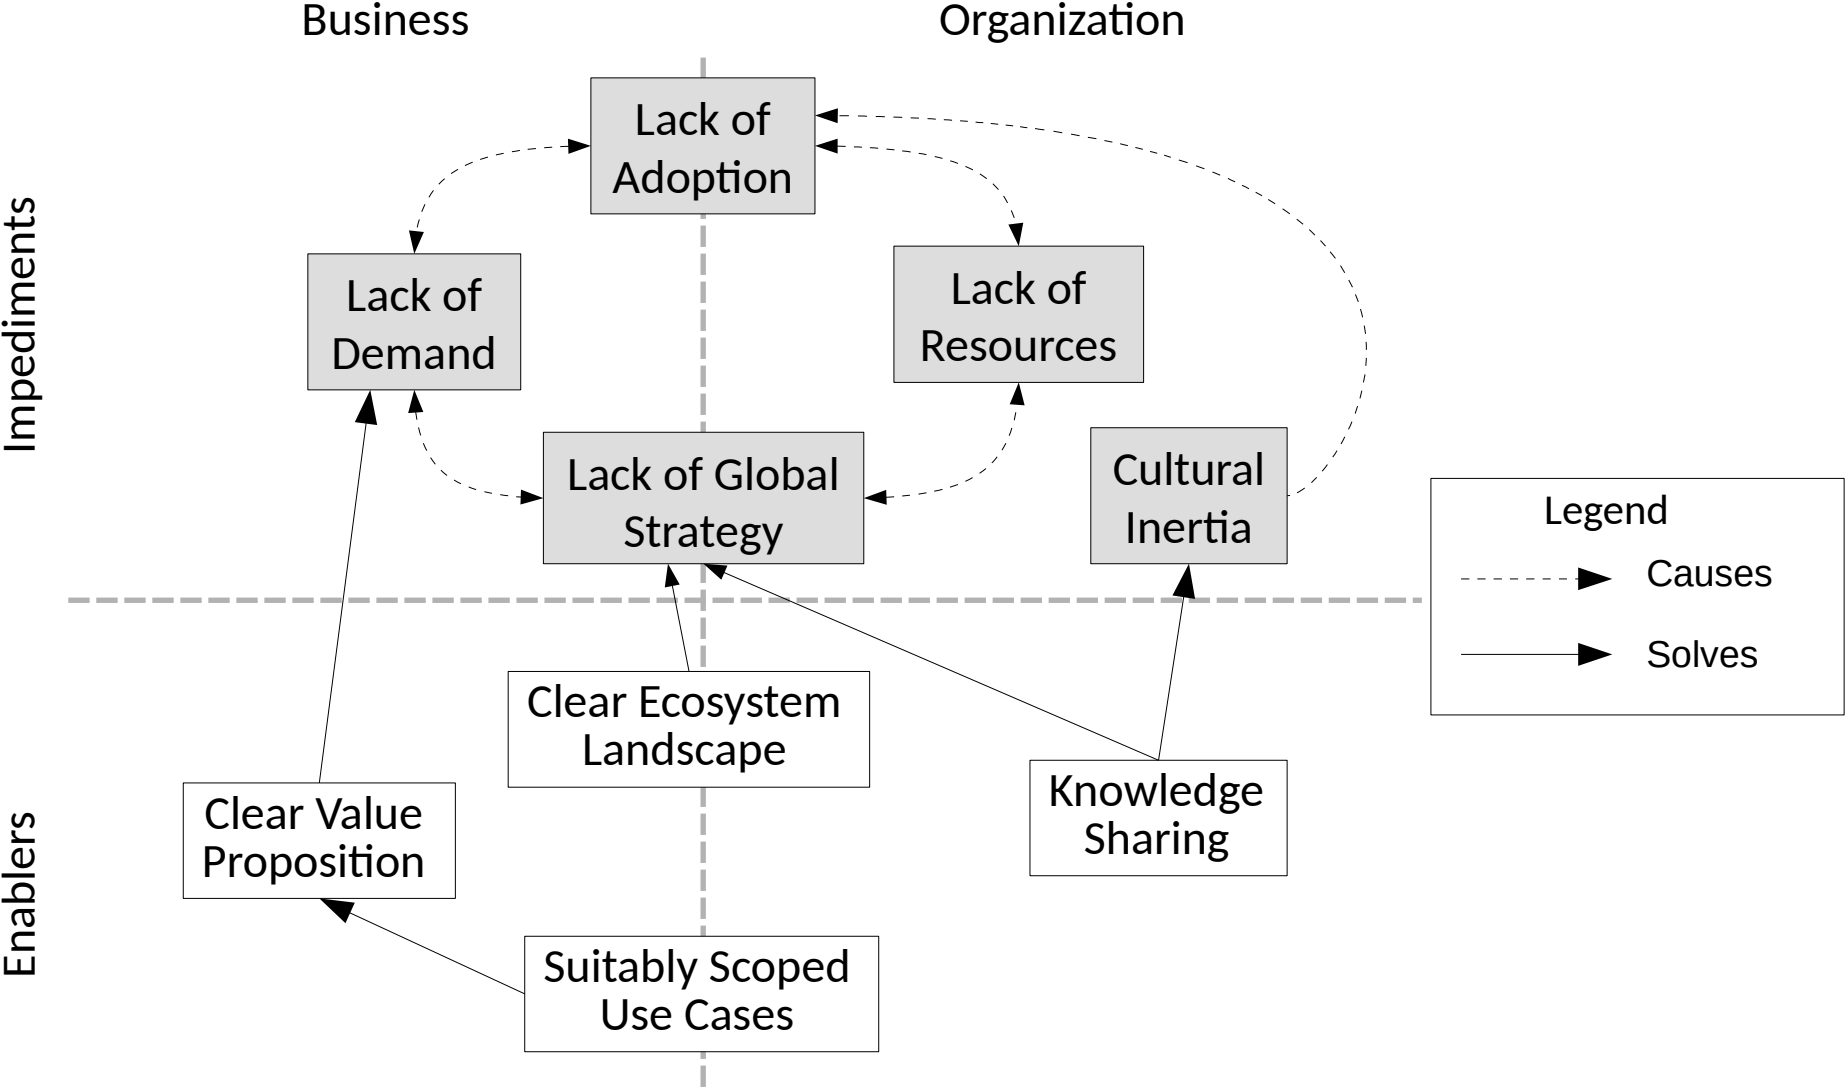 Business
Organization
Impediments
Enablers
Lack of
Adoption
Lack of
Demand
Lack of
Resources
Lack of Global
Strategy
Cultural
Inertia
Legend
Causes
Solves
Clear Ecosystem
Landscape
Clear Value
Proposition
Knowledge
Sharing
Suitably Scoped
Use Cases